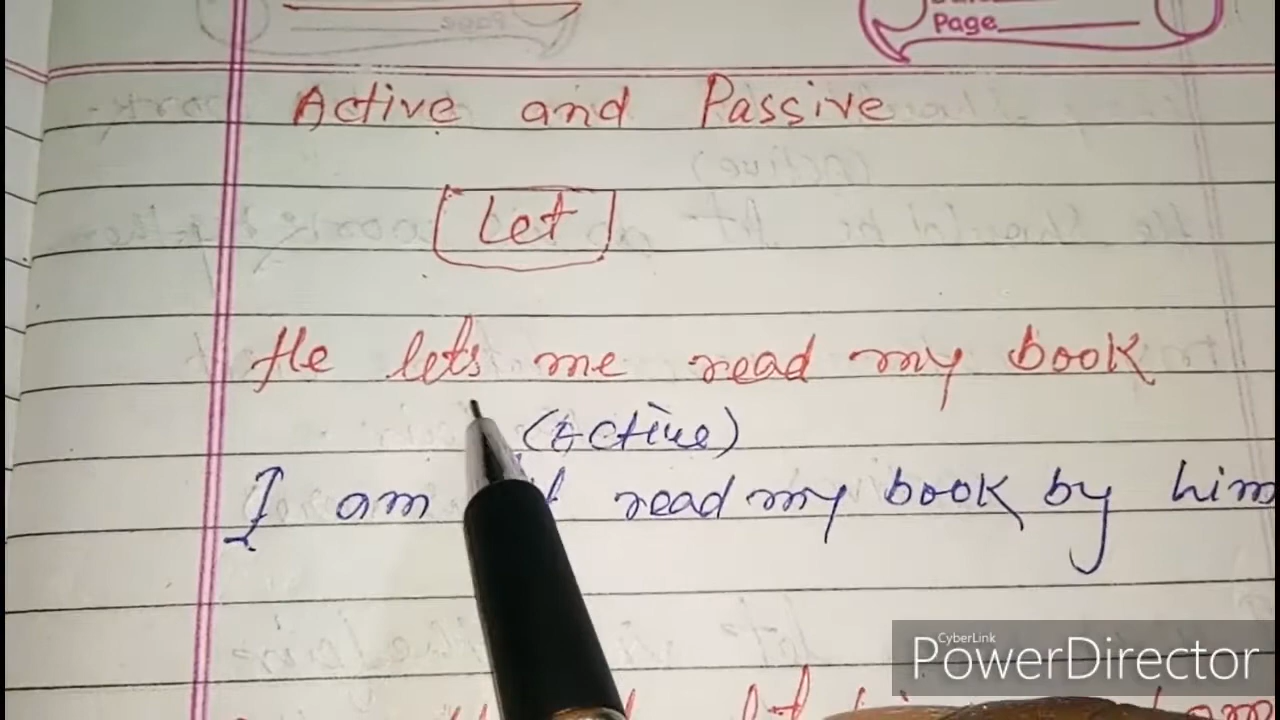 Page
Active and Passive
Let
He lets me read my book
(Active)
I am read my book by him
CyberLink
PowerDirector